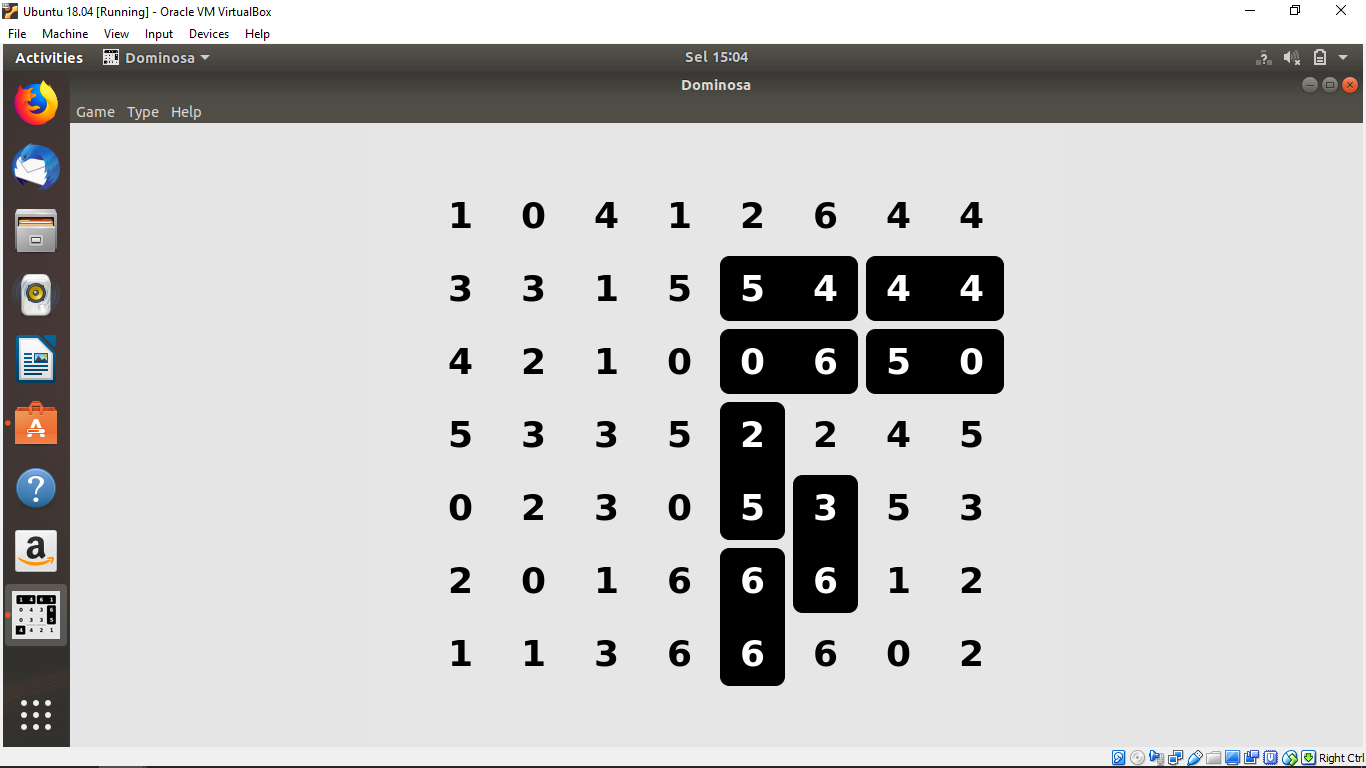 Ubuntu 18.04 [Running] - Oracle VM VirtualBox
File Machine View Input Devices Help
Activities Dominosa Sel 15:04
Dominosa
Game Type Help
1 0 4 1 2 6 4 4
3 3 1 5 5 4 4 4
4 2 1 0 0 6 5 0
5 3 3 5 2 2 4 5
0 2 3 0 5 3 5 3
2 0 1 6 6 6 1 2
1 1 3 6 6 6 0 2
Right Ctrl